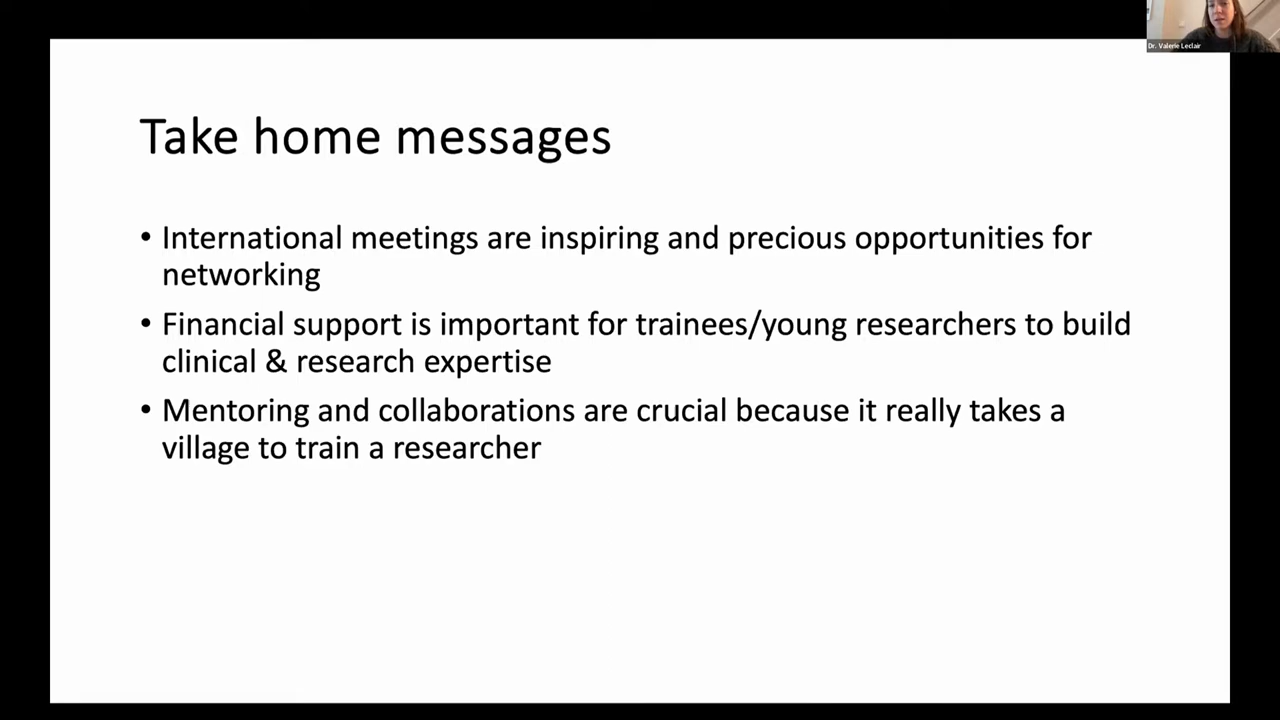 Dr. Valerie Leclair
Take home messages
• International meetings are inspiring and precious opportunities for
networking
• Financial support is important for trainees/young researchers to build
clinical & research expertise
• Mentoring and collaborations are crucial because it really takes a
village to train a researcher